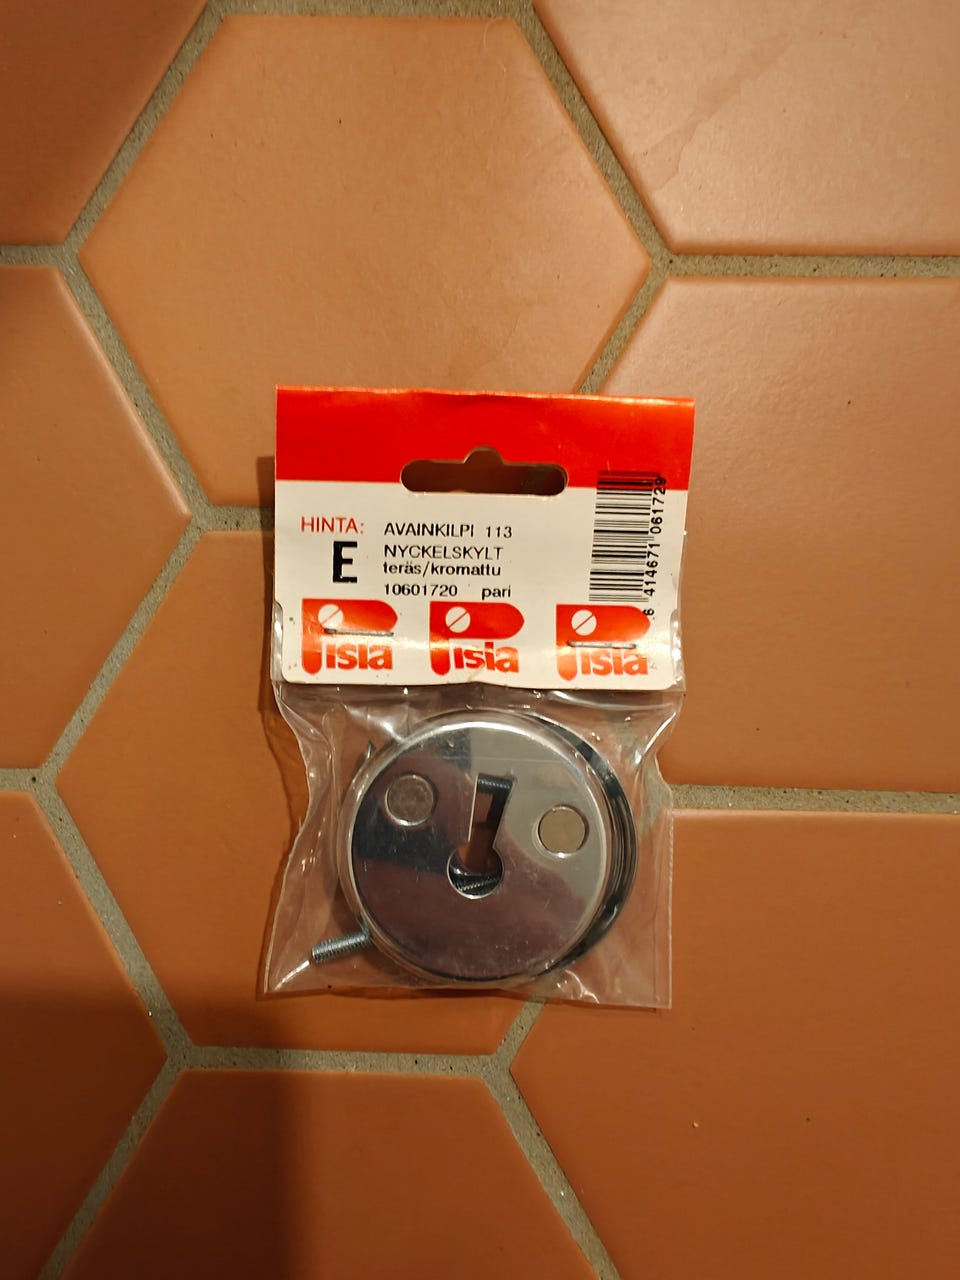 HINTA:
E
AVAINKILPI 113
NYCKELSKYLT
teräs/kromattu
10601720 pari
6 414671 061729
Pisla Pisla Pisla